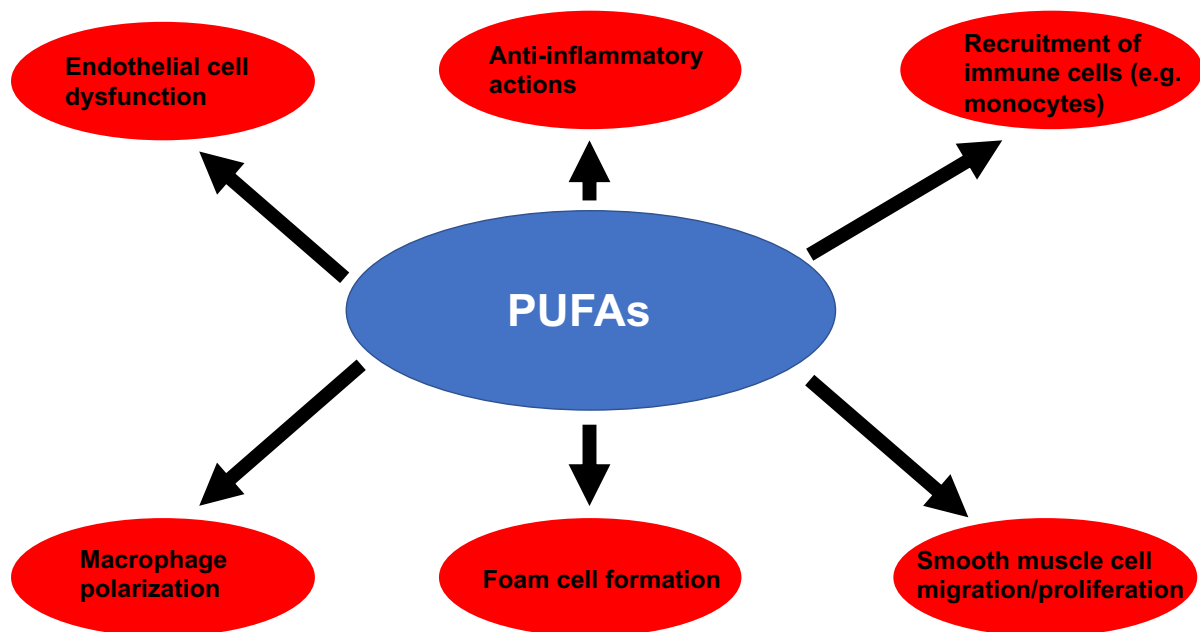 Endothelial cell
dysfunction
Anti-inflammatory
actions
Recruitment of
immune cells (e.g.
monocytes)
PUFAs
Macrophage
polarization
Foam cell formation
Smooth muscle cell
migration/proliferation